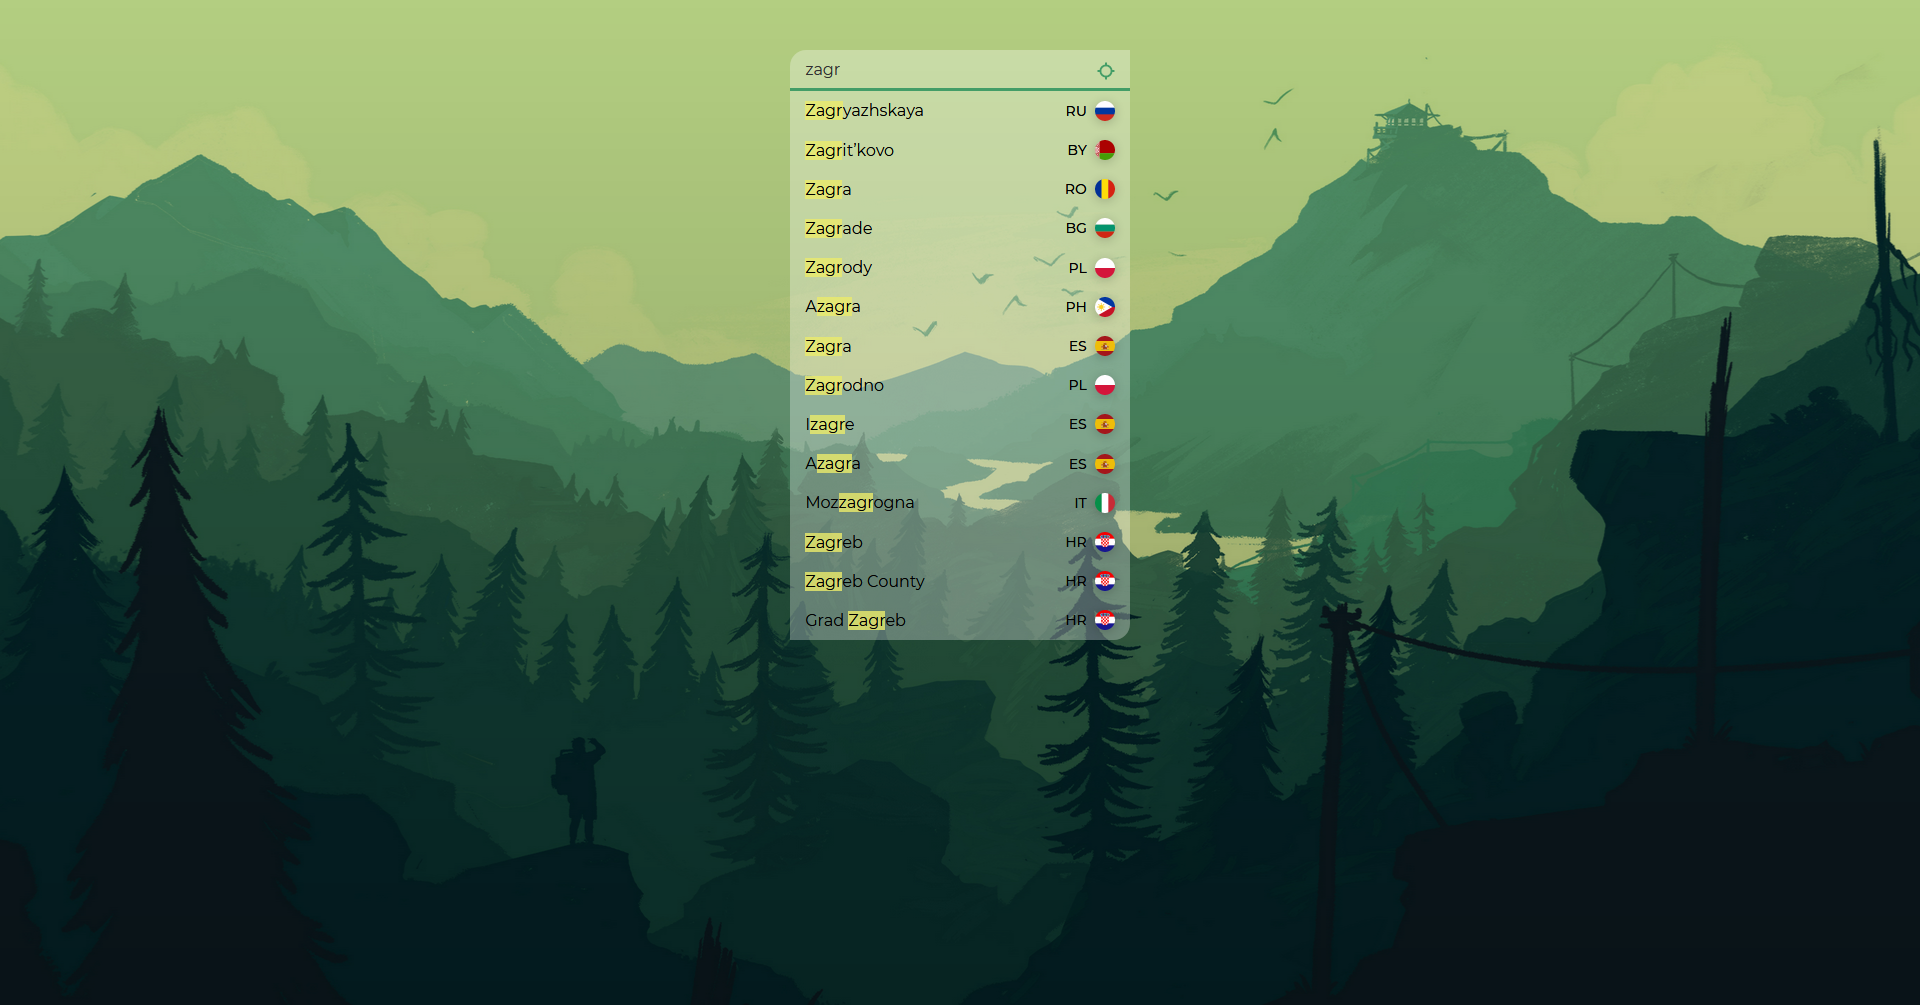 zagr
Zagryazhskaya RU
Zagrit’kovo BY
Zagra RO
Zagrade BG
Zagrody PL
Azagra PH
Zagra ES
Zagrodno PL
Izagre ES
Azagra ES
Mozzagrogna IT
Zagreb HR
Zagreb County HR
Grad Zagreb HR